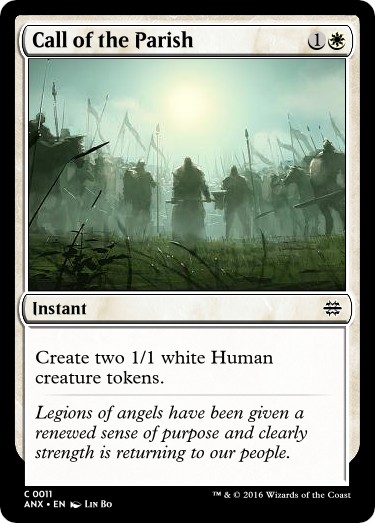 Call of the Parish 1
Instant
Create two 1/1 white Human
creature tokens.
Legions of angels have been given a
renewed sense of purpose and clearly
strength is returning to our people.
C 0011
ANX • EN Lin Bo
™ & © 2016 Wizards of the Coast